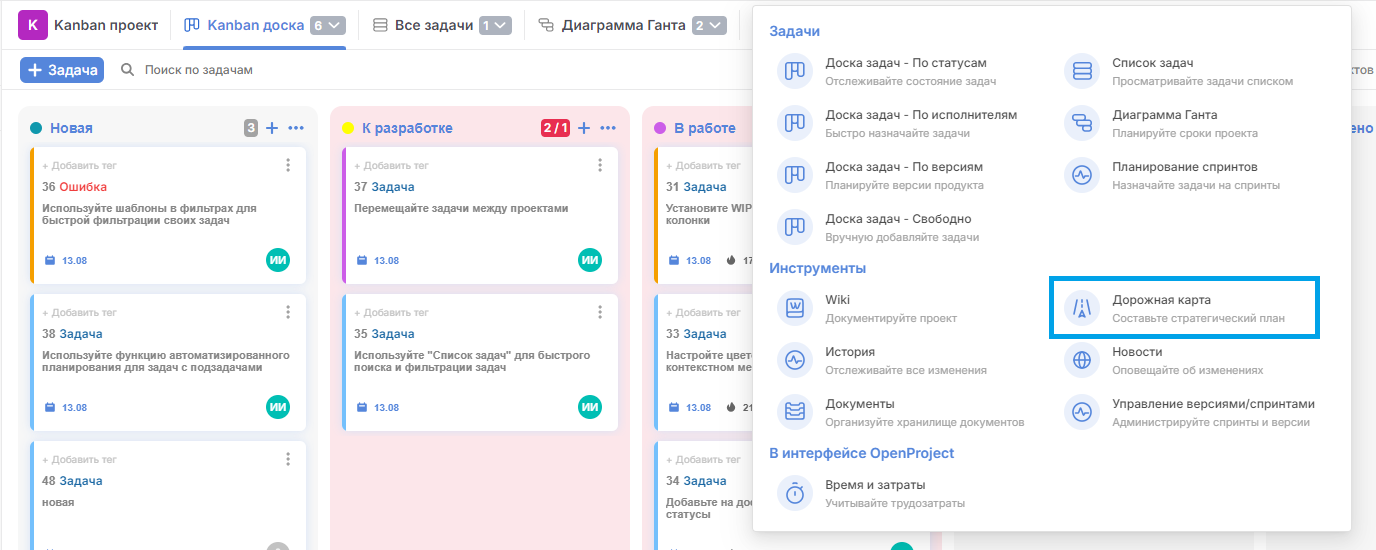 K Kanban проект Kanban доска 6 Все задачи 1 Диаграмма Ганта 2
+ Задача Поиск по задачам
Новая 3
+ Добавить тег
36 Ошибка
Используйте шаблоны в фильтрах для
быстрой фильтрации своих задач
13.08 ИИ
+ Добавить тег
38 Задача
Используйте функцию автоматизированного
планирования для задач с подзадачами
13.08 ИИ
+ Добавить тег
48 Задача
новая
К разработке 2 / 1
+ Добавить тег
37 Задача
Перемещайте задачи между проектами
13.08 ИИ
+ Добавить тег
35 Задача
Используйте "Список задач" для быстрого
поиска и фильтрации задач
13.08 ИИ
В работе
+ Добавить тег
31 Задача
Установите WIP
колонки
13.08 17
+ Добавить тег
33 Задача
Настройте цвет
контекстном ме
13.08 21
+ Добавить тег
34 Задача
Добавьте на до
статусы
Задачи
Доска задач - По статусам
Отслеживайте состояние задач
Список задач
Просматривайте задачи списком
Доска задач - По исполнителям
Быстро назначайте задачи
Диаграмма Ганта
Планируйте сроки проекта
Доска задач - По версиям
Планируйте версии продукта
Планирование спринтов
Назначайте задачи на спринты
Доска задач - Свободно
Вручную добавляйте задачи
Инструменты
Wiki
Документируйте проект
Дорожная карта
Составьте стратегический план
История
Отслеживайте все изменения
Новости
Оповещайте об изменениях
Документы
Организуйте хранилище документов
Управление версиями/спринтами
Администрируйте спринты и версии
В интерфейсе OpenProject
Время и затраты
Учитывайте трудозатраты
ктов
ено